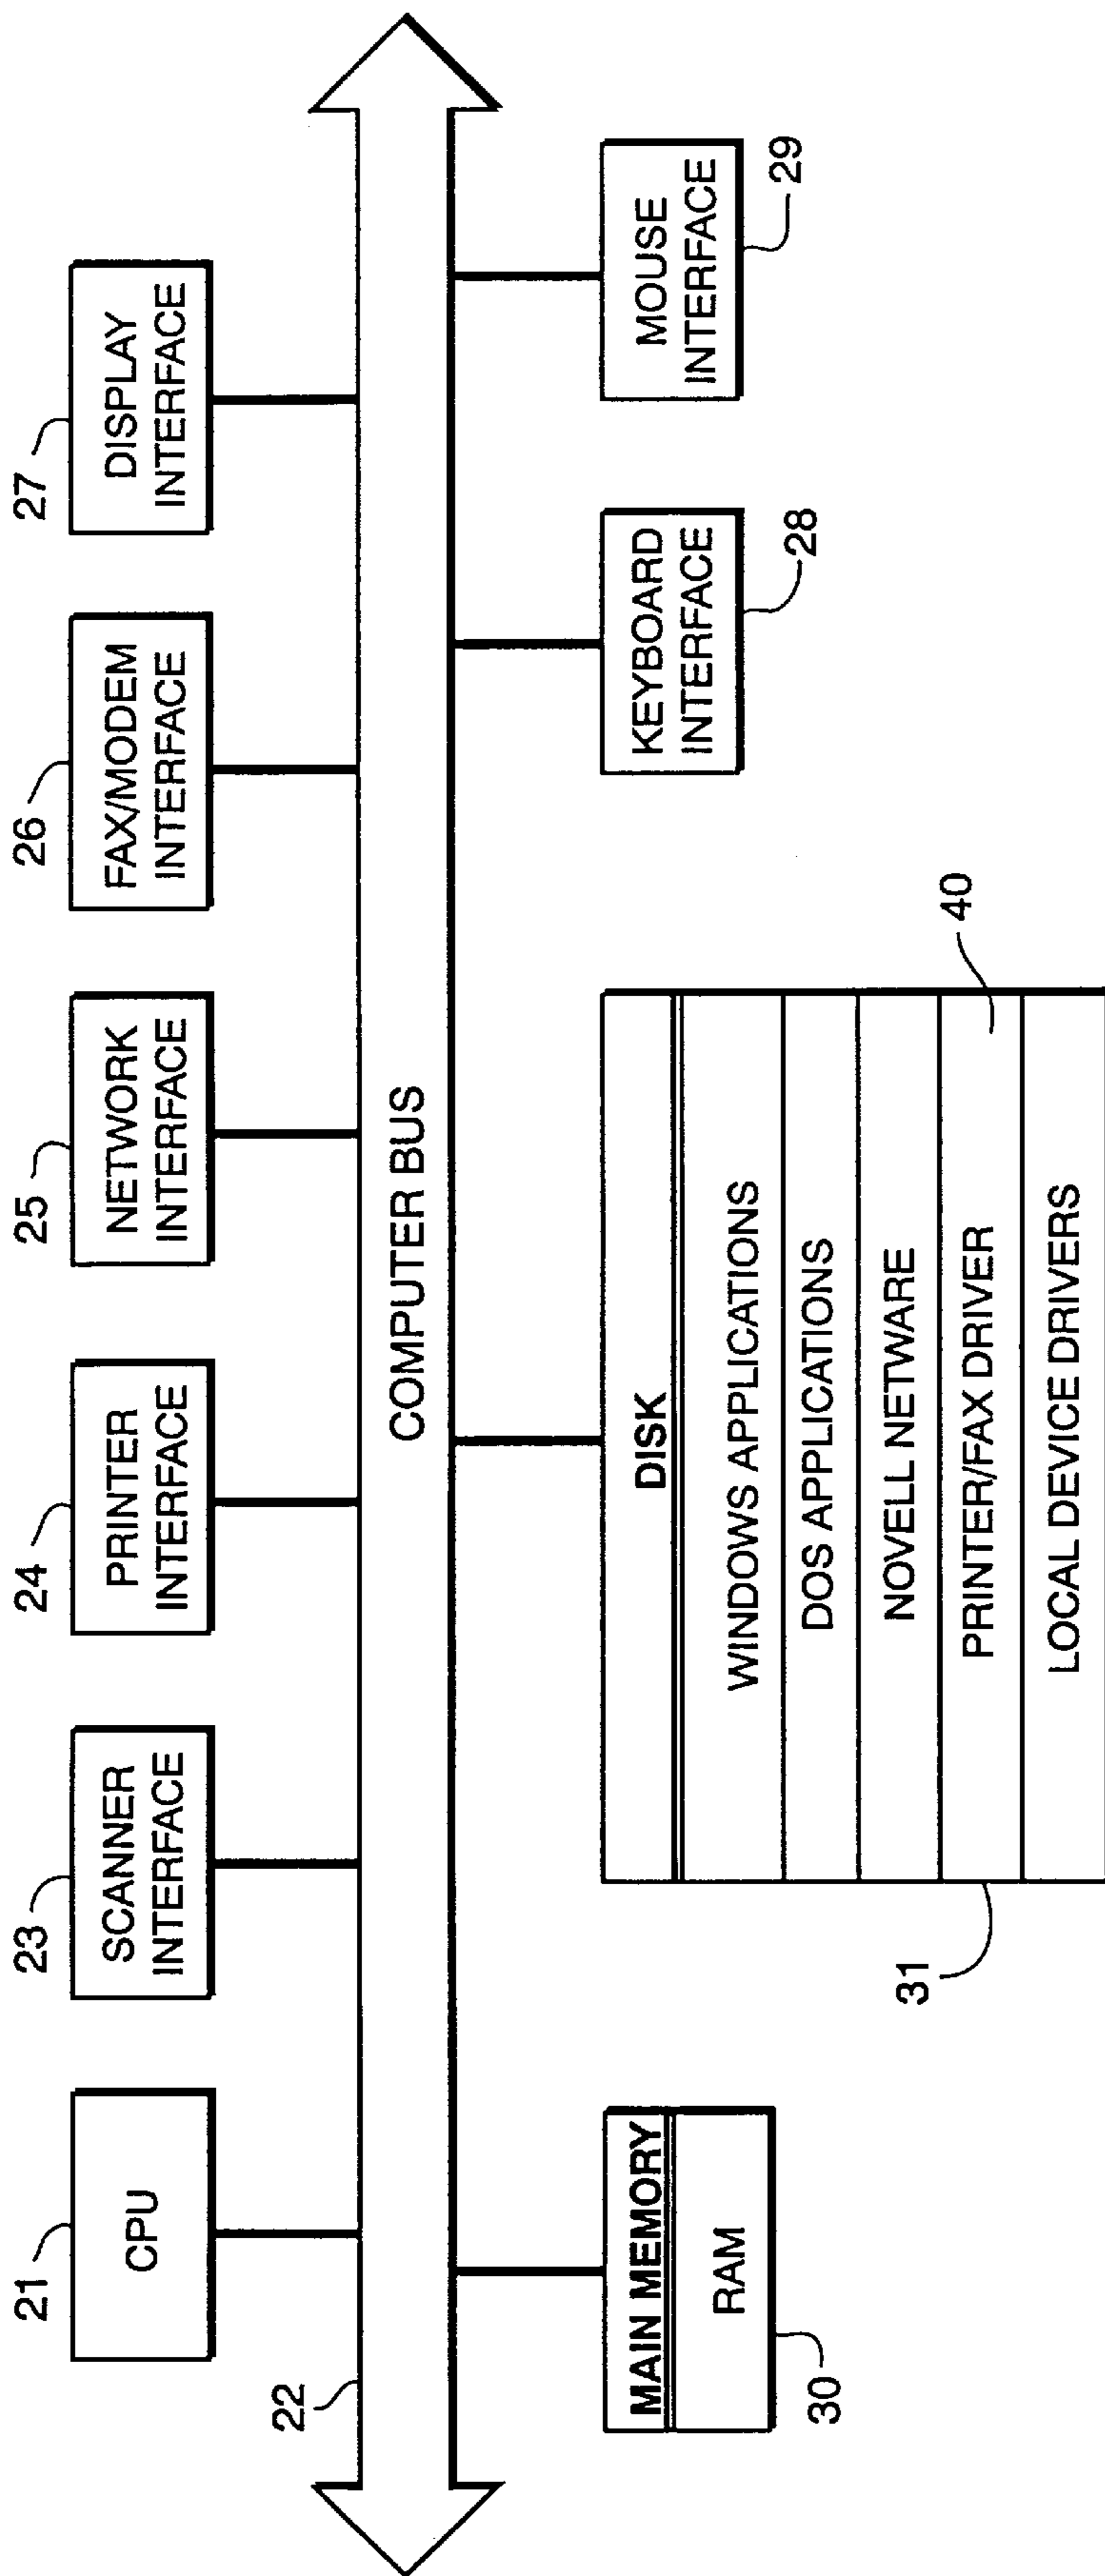 21
CPU
23
SCANNER
INTERFACE
24
PRINTER
INTERFACE
25
NETWORK
INTERFACE
26
FAX/MODEM
INTERFACE
27
DISPLAY
INTERFACE
22
COMPUTER BUS
MAIN MEMORY
RAM
30
DISK
WINDOWS APPLICATIONS
DOS APPLICATIONS
NOVELL NETWARE
PRINTER/FAX DRIVER
LOCAL DEVICE DRIVERS
31
40
KEYBOARD
INTERFACE
28
MOUSE
INTERFACE
29